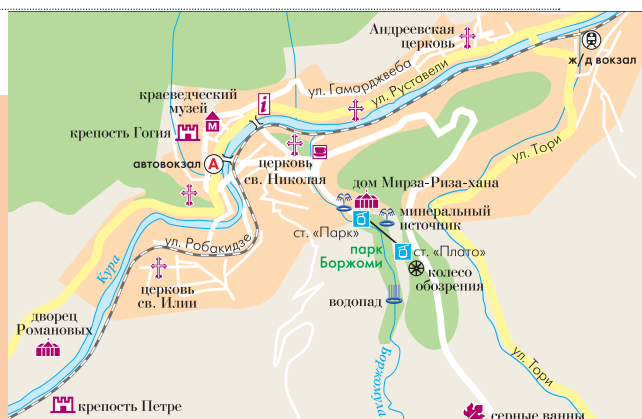 Андреевская
церковь
ж/д вокзал
ул. Гамарджвеба
ул. Руставели
краеведческий
музей
i
М
крепость Гогия
автовокзал
А
церковь
св. Николая
ул. Тори
дом Мирза-Риза-хана
минеральный
источник
ст. «Парк»
ул. Робакидзе
парк
Боржоми
ст. «Плато»
колесо
обозрения
Кура
церковь
св. Илии
водопад
дворец
Романовых
ул. Тори
Боржомула
крепость Петре
серные ванны